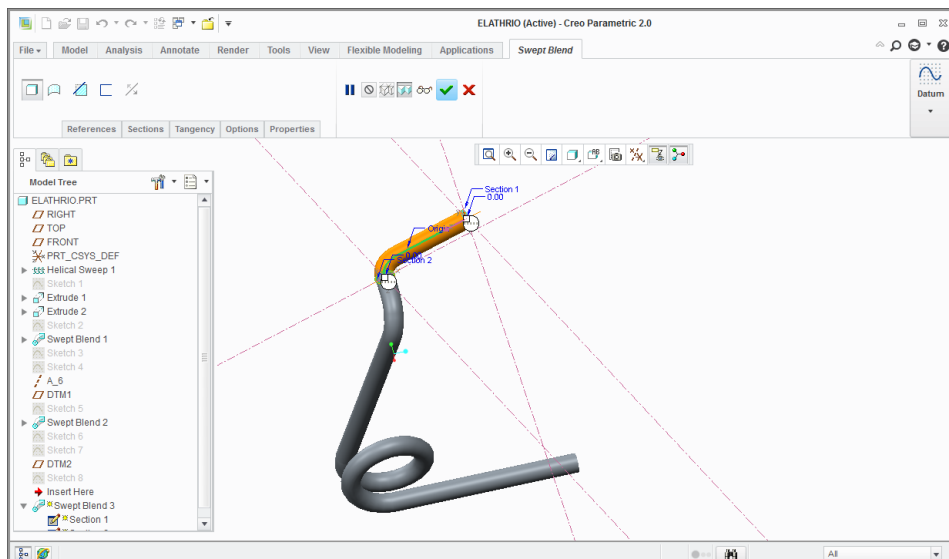 ELATHRIO (Active) - Creo Parametric 2.0
File Model Analysis Annotate Render Tools View Flexible Modeling Applications Swept Blend
Datum
References Sections Tangency Options Properties
Model Tree
ELATHRIO.PRT
RIGHT
TOP
FRONT
PRT_CSYS_DEF
Helical Sweep 1
Sketch 1
Extrude 1
Extrude 2
Sketch 2
Swept Blend 1
Sketch 3
Sketch 4
A_6
DTM1
Sketch 5
Swept Blend 2
Sketch 6
Sketch 7
DTM2
Sketch 8
Insert Here
Swept Blend 3
Section 1
Section 1
0.00
Origin
0.00
Section 2
All